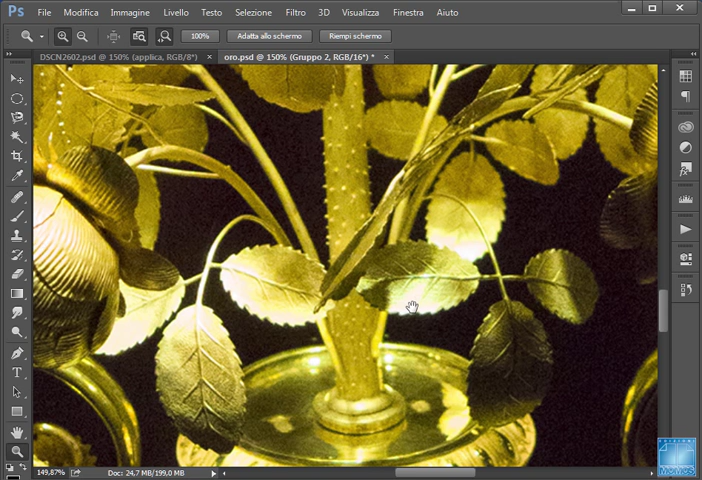 Ps File Modifica Immagine Livello Testo Selezione Filtro 3D Visualizza Finestra Aiuto
100% Adatta allo schermo Riempi schermo
DSCN2602.psd @ 150% (applica, RGB/8*) × oro.psd @ 150% (Gruppo 2, RGB/16*) * ×
149,87% Doc: 24,7 MB/199,0 MB